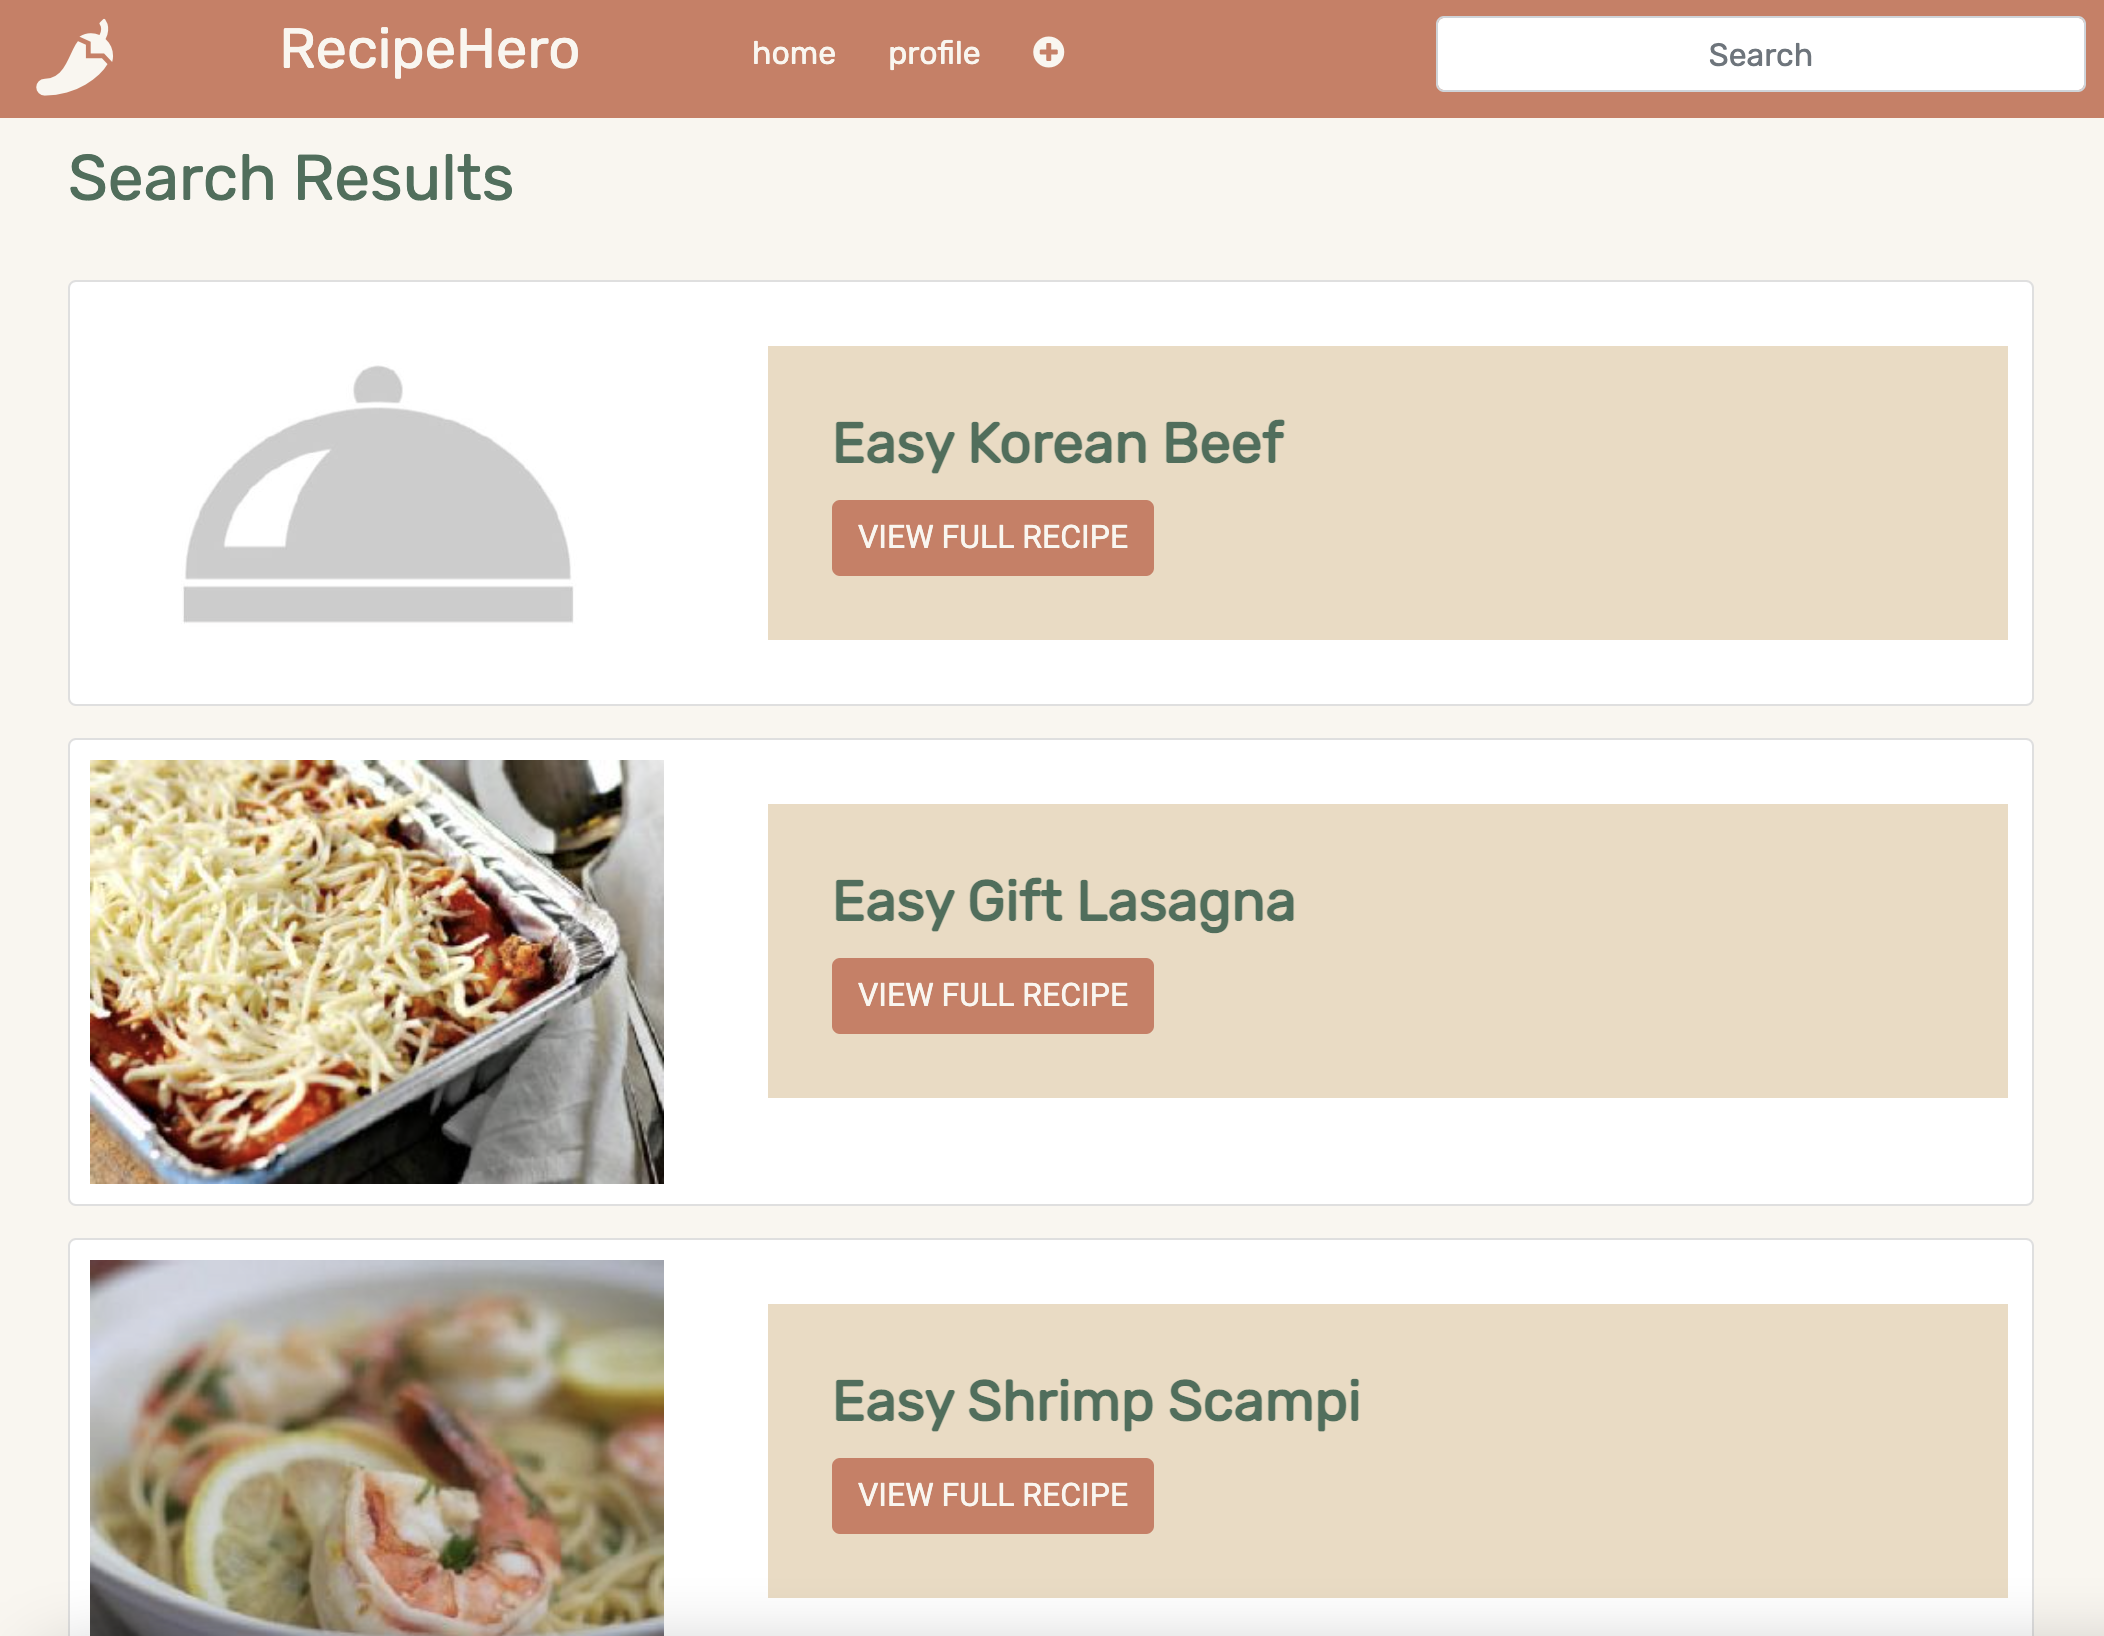 RecipeHero
home
profile
Search
Search Results
Easy Korean Beef
VIEW FULL RECIPE
Easy Gift Lasagna
VIEW FULL RECIPE
Easy Shrimp Scampi
VIEW FULL RECIPE